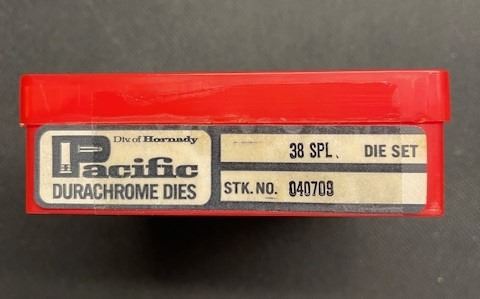 Div. of Hornady
Pacific
DURACHROME DIES
38 SPL. DIE SET
STK. NO. 040709